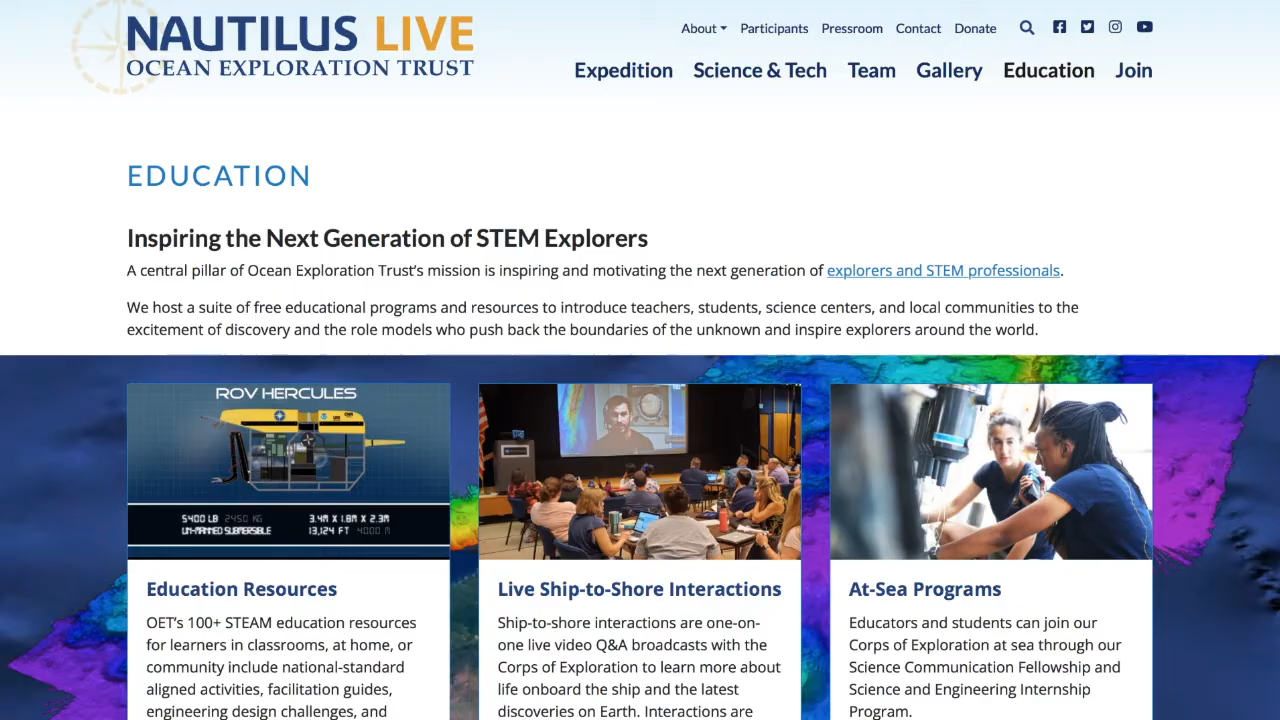 NAUTILUS LIVE
OCEAN EXPLORATION TRUST
About Participants Pressroom Contact Donate
Expedition Science & Tech Team Gallery Education Join
EDUCATION
Inspiring the Next Generation of STEM Explorers
A central pillar of Ocean Exploration Trust’s mission is inspiring and motivating the next generation of explorers and STEM professionals.
We host a suite of free educational programs and resources to introduce teachers, students, science centers, and local communities to the
excitement of discovery and the role models who push back the boundaries of the unknown and inspire explorers around the world.
ROV HERCULES
5400 LB 2450 KG
UN-MANNED SUBMERSIBLE
3.4M X 1.8M X 2.3M
13,124 FT 4000 M
Education Resources
OET’s 100+ STEAM education resources
for learners in classrooms, at home, or
community include national-standard
aligned activities, facilitation guides,
engineering design challenges, and
Live Ship-to-Shore Interactions
Ship-to-shore interactions are one-on-
one live video Q&A broadcasts with the
Corps of Exploration to learn more about
life onboard the ship and the latest
discoveries on Earth. Interactions are
At-Sea Programs
Educators and students can join our
Corps of Exploration at sea through our
Science Communication Fellowship and
Science and Engineering Internship
Program.